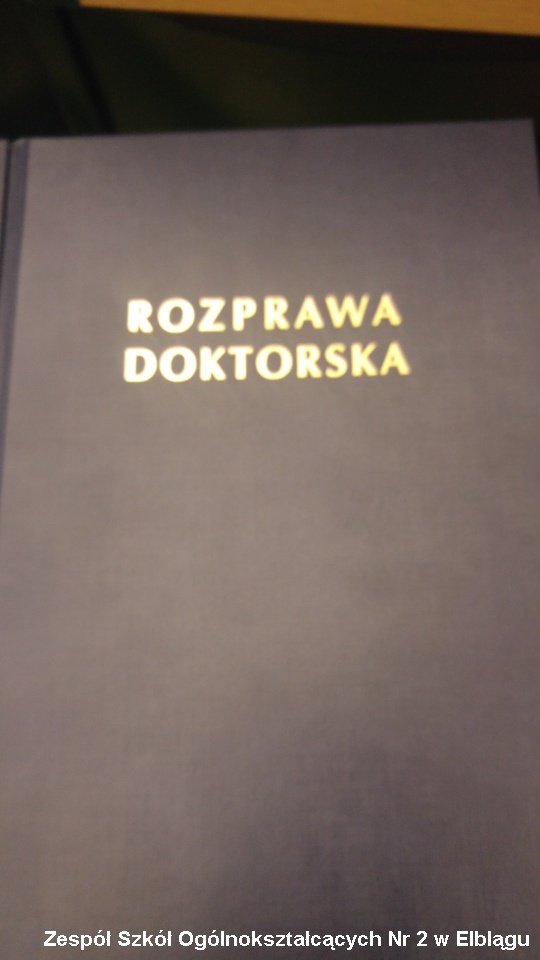 ROZPRAWA
DOKTORSKA
Zespół Szkół Ogólnokształcących Nr 2 w Elblągu